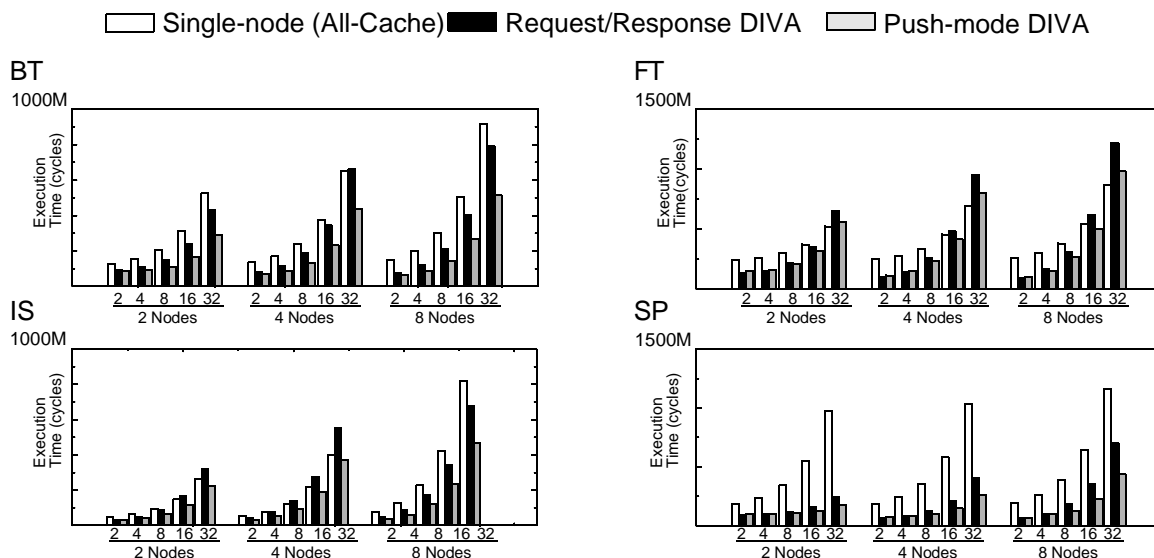 Single-node (All-Cache) Request/Response DIVA Push-mode DIVA
BT
1000M
Execution
Time (cycles)
2 4 8 16 32 2 4 8 16 32 2 4 8 16 32
2 Nodes 4 Nodes 8 Nodes
FT
1500M
Execution
Time(cycles)
2 4 8 16 32 2 4 8 16 32 2 4 8 16 32
2 Nodes 4 Nodes 8 Nodes
IS
1000M
Execution
Time (cycles)
2 4 8 16 32 2 4 8 16 32 2 4 8 16 32
2 Nodes 4 Nodes 8 Nodes
SP
1500M
Execution
Time (cycles)
2 4 8 16 32 2 4 8 16 32 2 4 8 16 32
2 Nodes 4 Nodes 8 Nodes